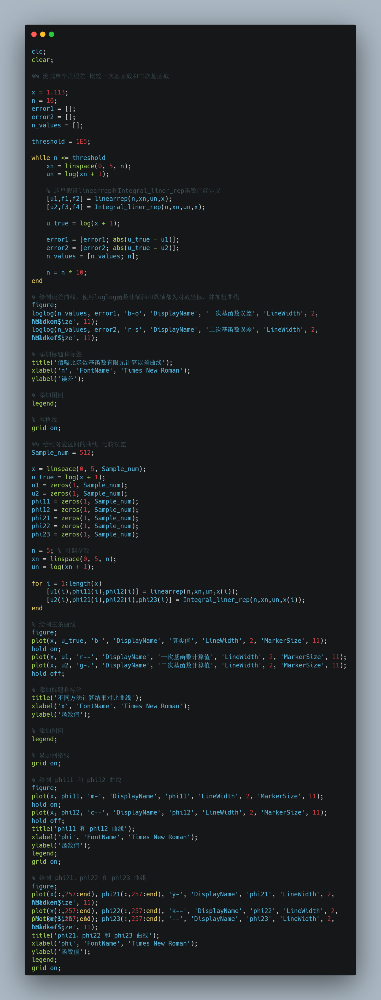 clc;
clear;
%% 测试单个点误差 比较一次基函数和二次基函数
x = 1.113;
n = 10;
error1 = [];
error2 = [];
n_values = [];
threshold = 1E5;
while n <= threshold
    xn = linspace(0, 5, n);
    un = log(xn + 1);
    % 这里假设linearrep和Integral_liner_rep函数已经定义
    [u1,f1,f2] = linearrep(n,xn,un,x);
    [u2,f3,f4] = Integral_liner_rep(n,xn,un,x);
    u_true = log(x + 1);
    error1 = [error1; abs(u_true - u1)];
    error2 = [error2; abs(u_true - u2)];
    n_values = [n_values; n];
    n = n * 10;
end
% 绘制误差曲线，使用loglog函数让横轴和纵轴都为对数坐标，并加粗曲线
figure;
loglog(n_values, error1, 'b-o', 'DisplayName', '一次基函数误差', 'LineWidth', 2,
'MarkerSize', 11);
hold on;
loglog(n_values, error2, 'r-s', 'DisplayName', '二次基函数误差', 'LineWidth', 2,
'MarkerSize', 11);
hold off;
% 添加标题和标签
title('信噪比函数基函数有限元计算误差曲线');
xlabel('n', 'FontName', 'Times New Roman');
ylabel('误差');
% 添加图例
legend;
% 网格线
grid on;
%% 绘制对应区间的曲线 比较误差
Sample_num = 512;
x = linspace(0, 5, Sample_num);
u_true = log(x + 1);
u1 = zeros(1, Sample_num);
u2 = zeros(1, Sample_num);
phi11 = zeros(1, Sample_num);
phi12 = zeros(1, Sample_num);
phi21 = zeros(1, Sample_num);
phi22 = zeros(1, Sample_num);
phi23 = zeros(1, Sample_num);
n = 5; % 可调参数
xn = linspace(0, 5, n);
un = log(xn + 1);
for i = 1:length(x)
    [u1(i),phi11(i),phi12(i)] = linearrep(n,xn,un,x(i));
    [u2(i),phi21(i),phi22(i),phi23(i)] = Integral_liner_rep(n,xn,un,x(i));
end
% 绘制三条曲线
figure;
plot(x, u_true, 'b-', 'DisplayName', '真实值', 'LineWidth', 2, 'MarkerSize', 11);
hold on;
plot(x, u1, 'r--', 'DisplayName', '一次基函数计算值', 'LineWidth', 2, 'MarkerSize', 11);
plot(x, u2, 'g-.', 'DisplayName', '二次基函数计算值', 'LineWidth', 2, 'MarkerSize', 11);
hold off;
% 添加标题和标签
title('不同方法计算结果对比曲线');
xlabel('x', 'FontName', 'Times New Roman');
ylabel('函数值');
% 添加图例
legend;
% 显示网格线
grid on;
% 绘制 phi11 和 phi12 曲线
figure;
plot(x, phi11, 'm-', 'DisplayName', 'phi11', 'LineWidth', 2, 'MarkerSize', 11);
hold on;
plot(x, phi12, 'c--', 'DisplayName', 'phi12', 'LineWidth', 2, 'MarkerSize', 11);
hold off;
title('phi11 和 phi12 曲线');
xlabel('phi', 'FontName', 'Times New Roman');
ylabel('函数值');
legend;
grid on;
% 绘制 phi21、phi22 和 phi23 曲线
figure;
plot(x(:,257:end), phi21(:,257:end), 'y-', 'DisplayName', 'phi21', 'LineWidth', 2,
'MarkerSize', 11);
hold on;
plot(x(:,257:end), phi22(:,257:end), 'k--', 'DisplayName', 'phi22', 'LineWidth', 2,
'MarkerSize', 11);
plot(x(:,257:end), phi23(:,257:end), '--', 'DisplayName', 'phi23', 'LineWidth', 2,
'MarkerSize', 11);
hold off;
title('phi21、phi22 和 phi23 曲线');
xlabel('phi', 'FontName', 'Times New Roman');
ylabel('函数值');
legend;
grid on;